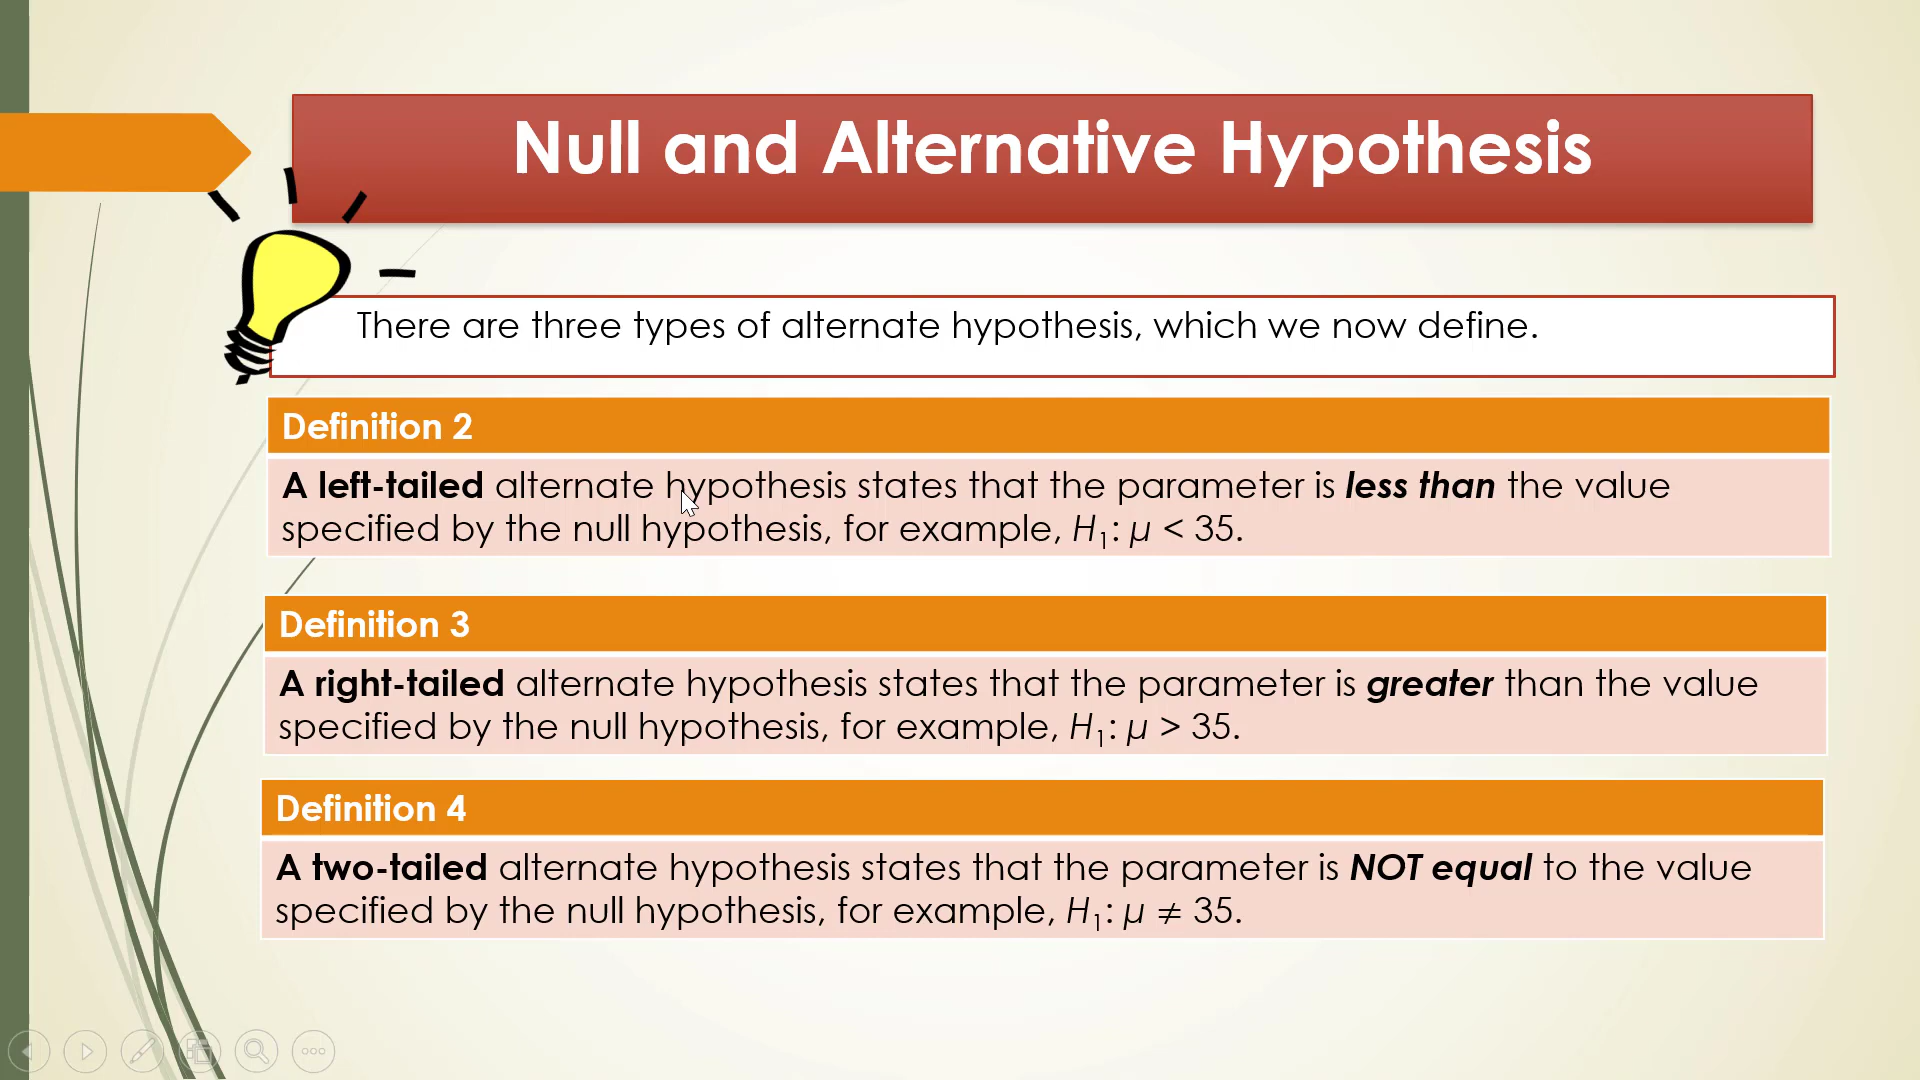 Null and Alternative Hypothesis
There are three types of alternate hypothesis, which we now define.
Definition 2
A left-tailed alternate hypothesis states that the parameter is less than the value
specified by the null hypothesis, for example, H₁: μ < 35.
Definition 3
A right-tailed alternate hypothesis states that the parameter is greater than the value
specified by the null hypothesis, for example, H₁: μ > 35.
Definition 4
A two-tailed alternate hypothesis states that the parameter is NOT equal to the value
specified by the null hypothesis, for example, H₁: μ ≠ 35.